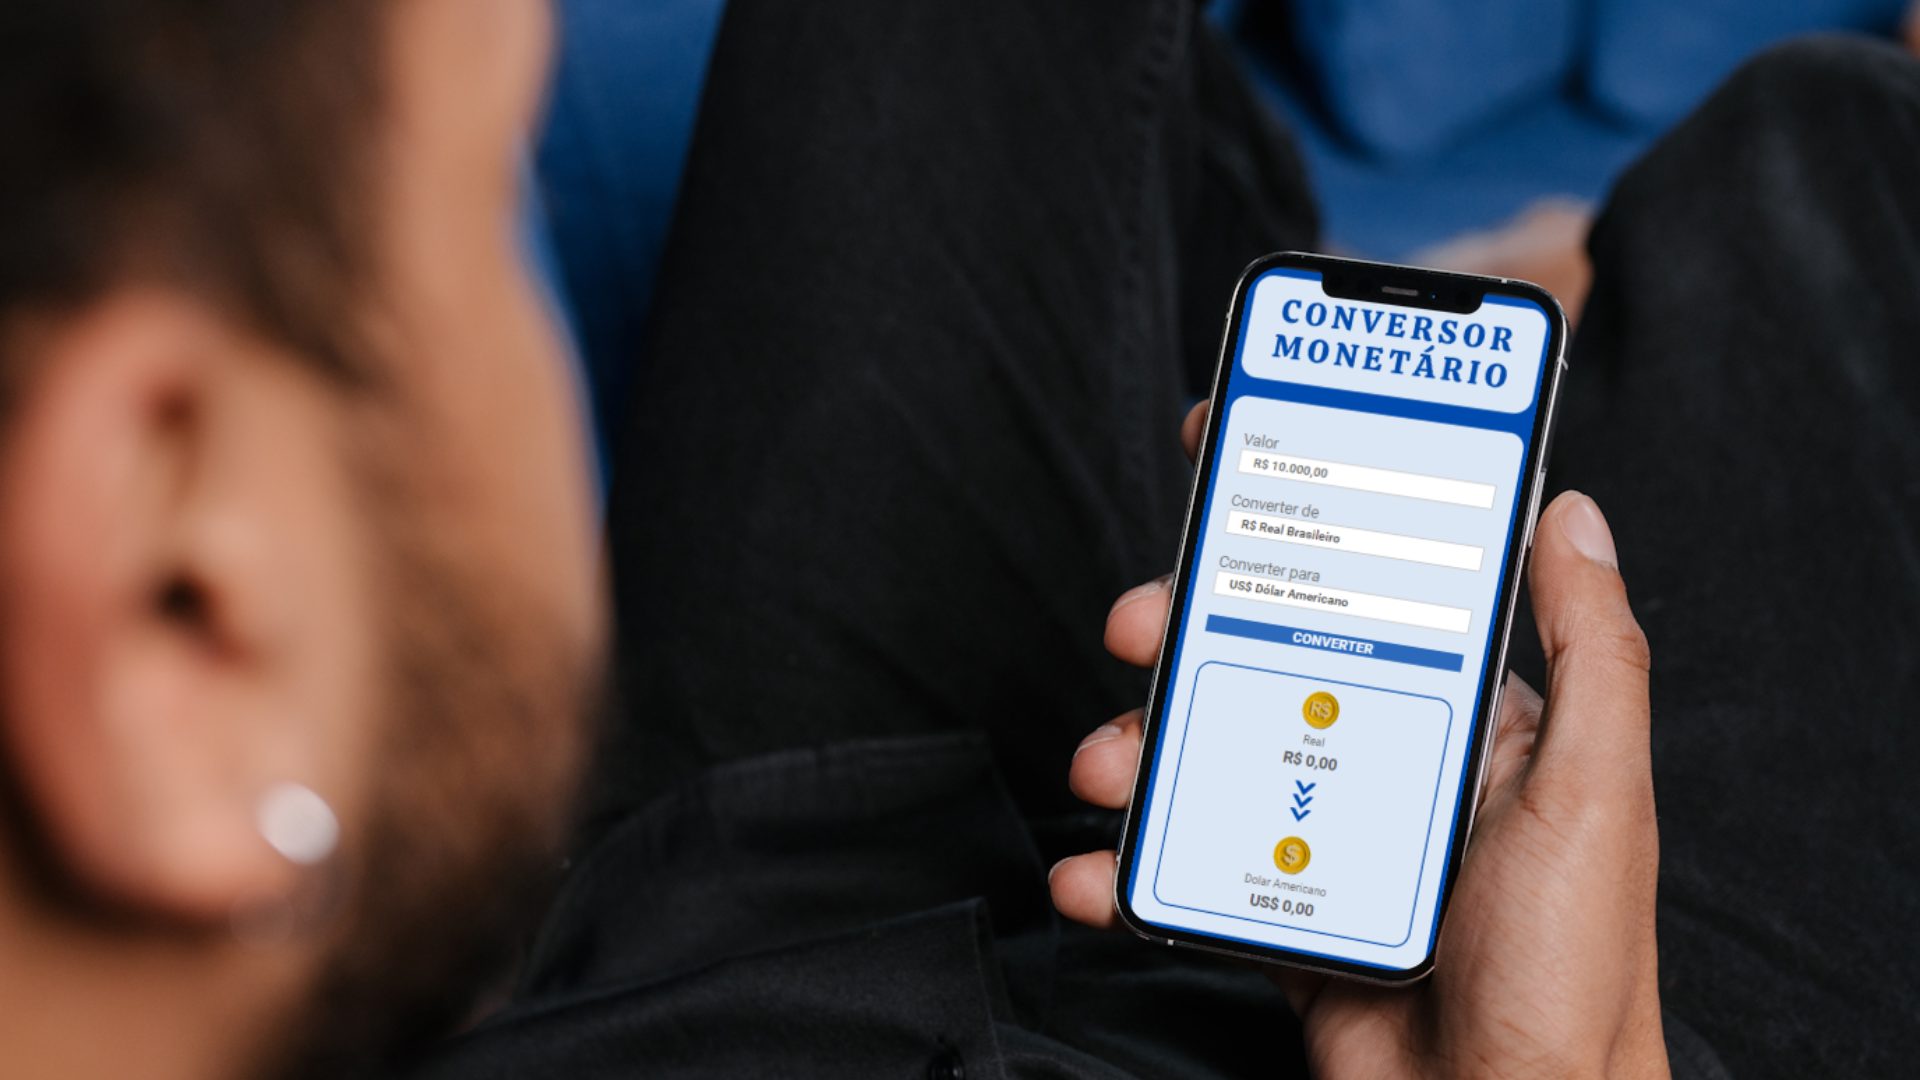 CONVERSOR
MONETÁRIO
Valor
R$ 10.000,00
Converter de
R$ Real Brasileiro
Converter para
US$ Dólar Americano
CONVERTER
R$
Real
R$ 0,00
$
Dolar Americano
US$ 0,00